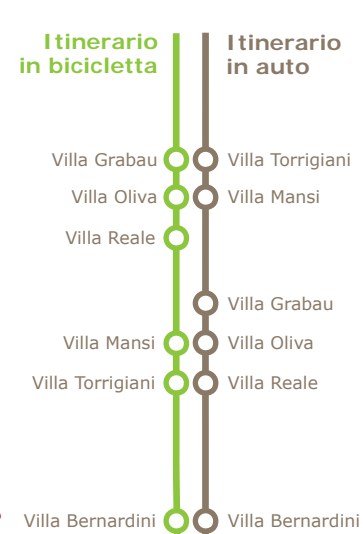 Itinerario
in bicicletta
Itinerario
in auto
Villa Grabau
Villa Torrigiani
Villa Oliva
Villa Mansi
Villa Reale
Villa Grabau
Villa Mansi
Villa Oliva
Villa Torrigiani
Villa Reale
Villa Bernardini
Villa Bernardini